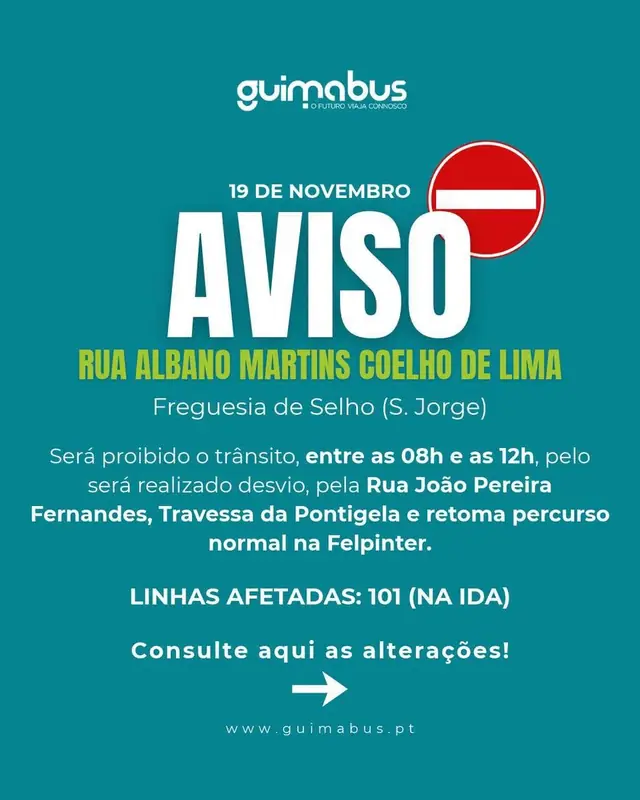 guimabus
O FUTURO VIAJA CONNOSCO
19 DE NOVEMBRO
AVISO
RUA ALBANO MARTINS COELHO DE LIMA
Freguesia de Selho (S. Jorge)
Será proibido o trânsito, entre as 08h e as 12h, pelo
será realizado desvio, pela Rua João Pereira
Fernandes, Travessa da Pontigela e retoma percurso
normal na Felpinter.
LINHAS AFETADAS: 101 (NA IDA)
Consulte aqui as alterações!
www.guimabus.pt